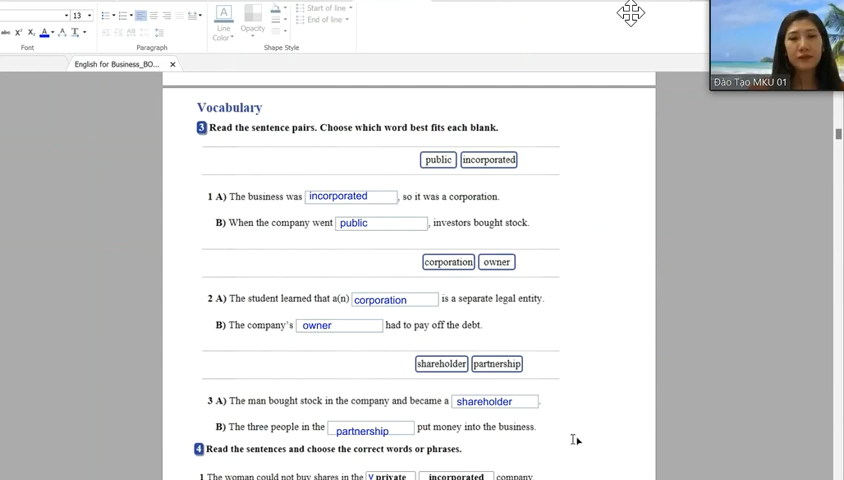 13
Start of line
A
abc X₂ X² A A T
Line
Color
Opacity
End of line
Font
Paragraph
Shape Style
English for Business_BO...
Đào Tạo MKU 01
Vocabulary
3 Read the sentence pairs. Choose which word best fits each blank.
public incorporated
1 A) The business was incorporated , so it was a corporation.
B) When the company went public , investors bought stock.
corporation owner
2 A) The student learned that a(n) corporation is a separate legal entity.
B) The company's owner had to pay off the debt.
shareholder partnership
3 A) The man bought stock in the company and became a shareholder .
B) The three people in the partnership put money into the business.
4 Read the sentences and choose the correct words or phrases.
1 The woman could not buy shares in the v private incorporated company.